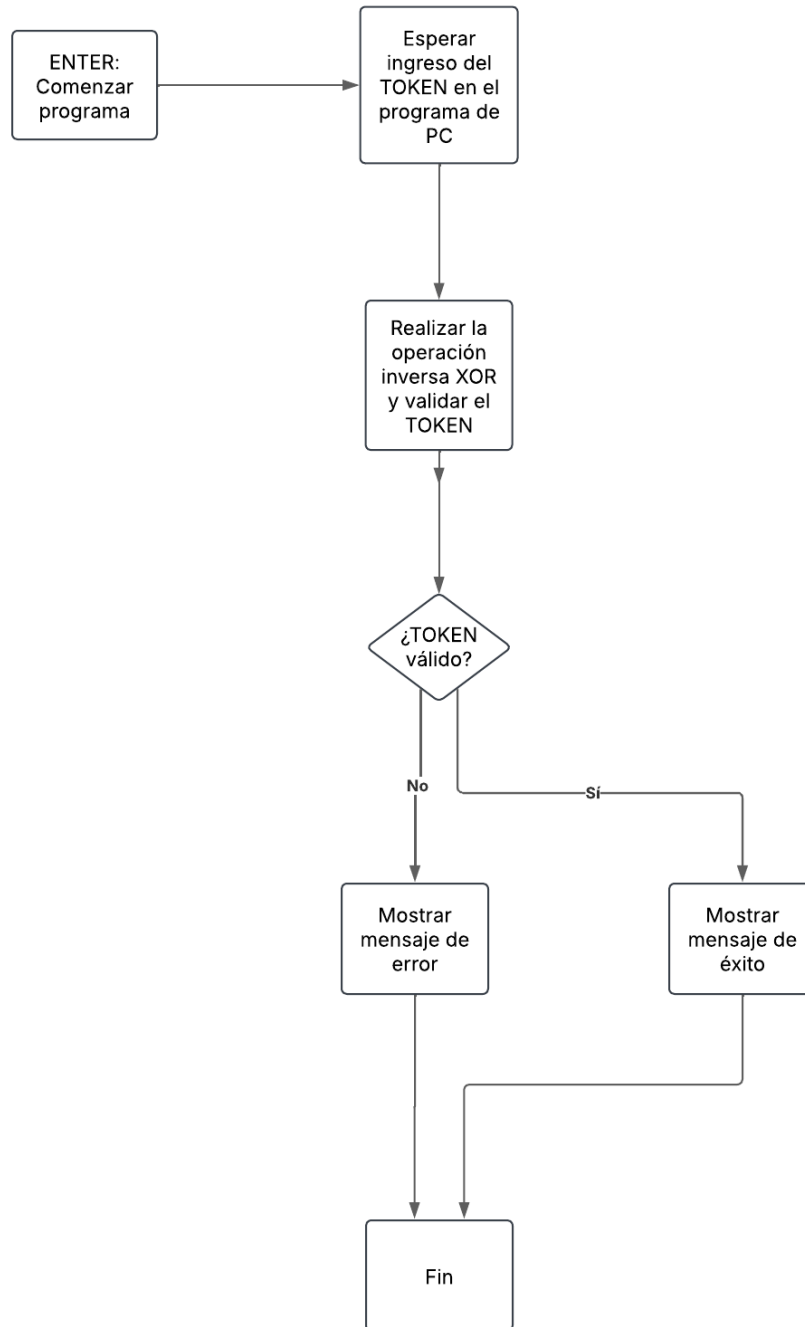 ENTER:
Comenzar
programa
Esperar
ingreso del
TOKEN en el
programa de
PC
Realizar la
operación
inversa XOR
y validar el
TOKEN
¿TOKEN
válido?
No
Sí
Mostrar
mensaje de
error
Mostrar
mensaje de
éxito
Fin